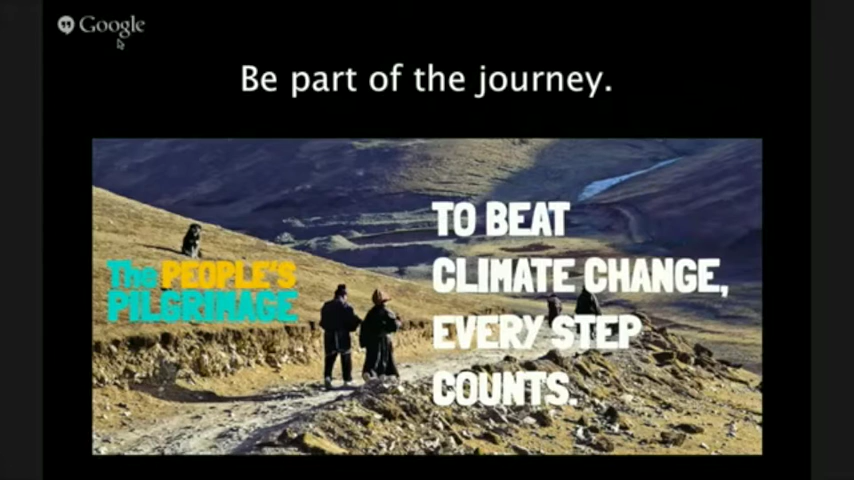 Google
Be part of the journey.
The PEOPLE'S
PILGRIMAGE
TO BEAT
CLIMATE CHANGE,
EVERY STEP
COUNTS.